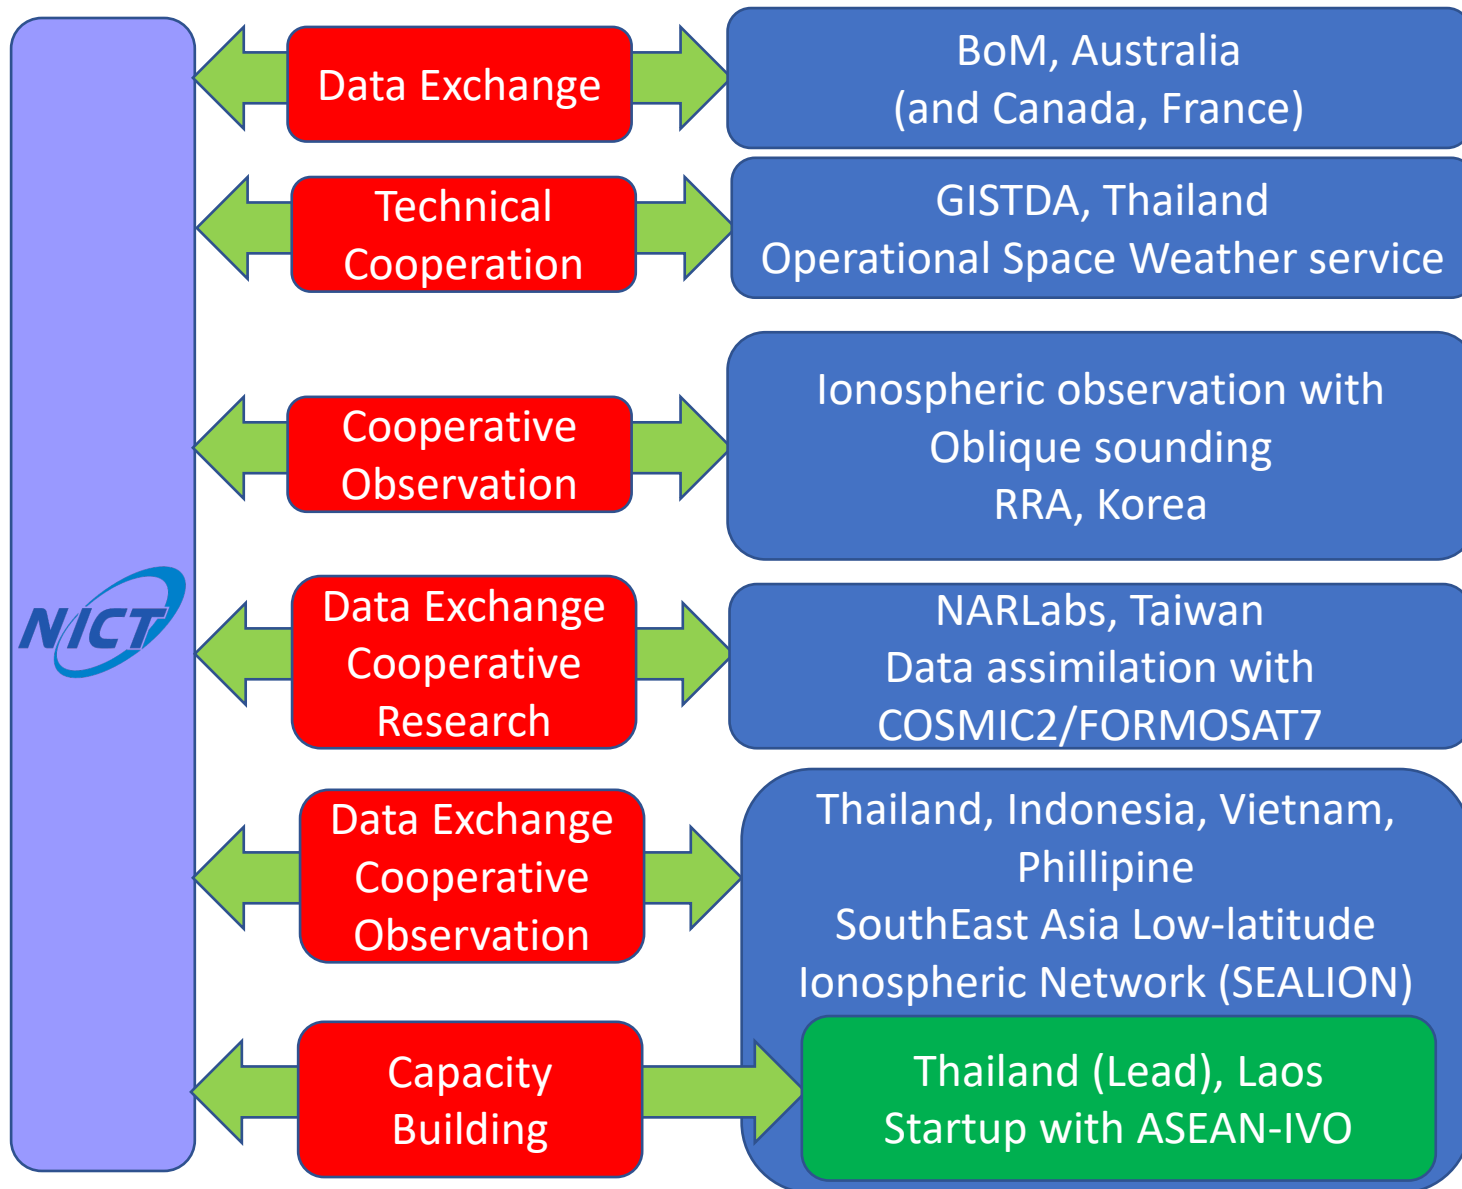 Data Exchange
BoM, Australia
(and Canada, France)
Technical
Cooperation
GISTDA, Thailand
Operational Space Weather service
Cooperative
Observation
Ionospheric observation with
Oblique sounding
RRA, Korea
NICT
Data Exchange
Cooperative
Research
NARLabs, Taiwan
Data assimilation with
COSMIC2/FORMOSAT7
Data Exchange
Cooperative
Observation
Thailand, Indonesia, Vietnam,
Phillipine
SouthEast Asia Low-latitude
Ionospheric Network (SEALION)
Capacity
Building
Thailand (Lead), Laos
Startup with ASEAN-IVO